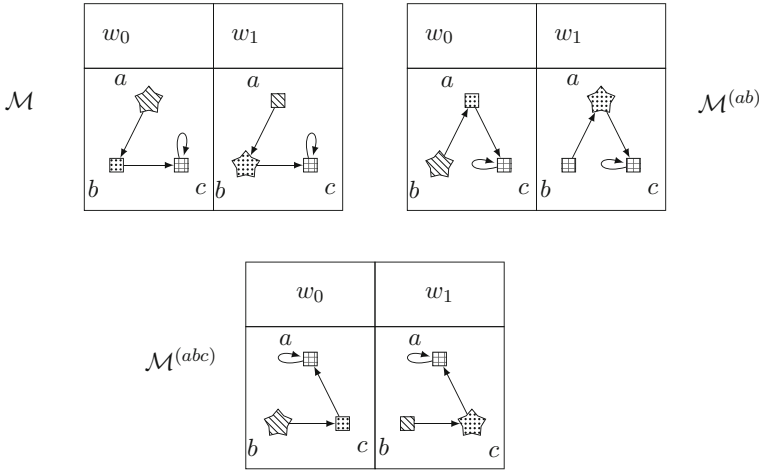 w₀ w₁ w₀ w₁
a a a a
ℳ ℳ⁽ᵃᵇ⁾
b c b c b c b c
w₀ w₁
a a
ℳ⁽ᵃᵇᶜ⁾
b c b c